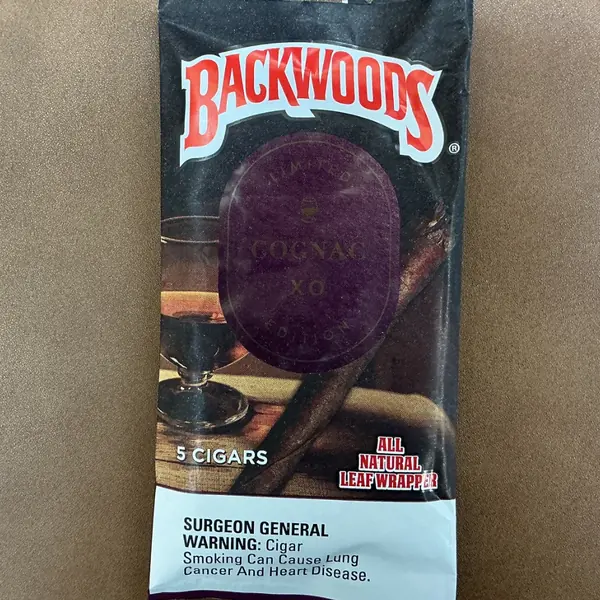 BACKWOODS
®
LIMITED
COGNAC
XO
EDITION
5 CIGARS
ALL
NATURAL
LEAF WRAPPER
SURGEON GENERAL
WARNING: Cigar
Smoking Can Cause Lung
Cancer And Heart Disease.